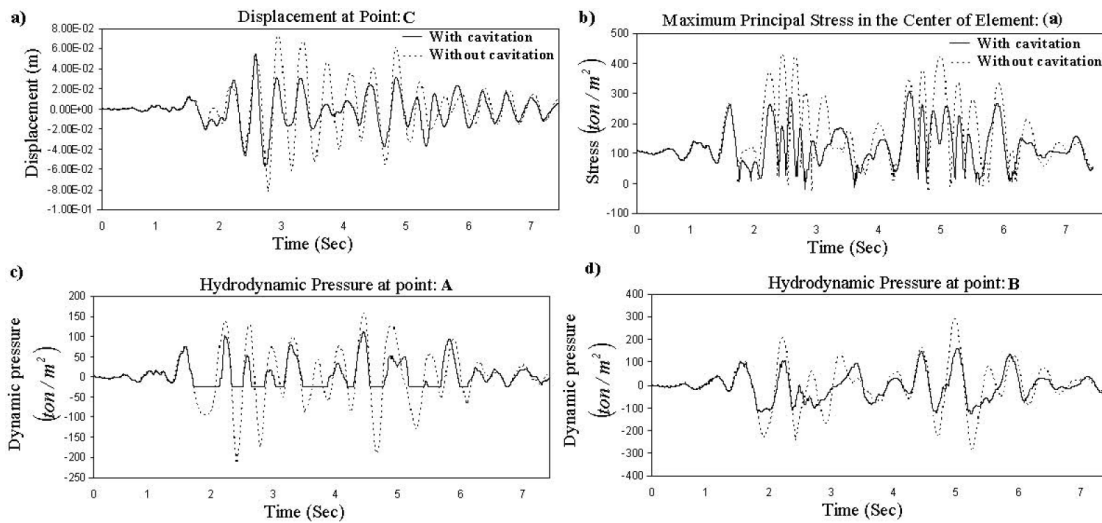 a)
Displacement at Point: C
8.00E-02
6.00E-02
4.00E-02
2.00E-02
0.00E+00
-2.00E-02
-4.00E-02
-6.00E-02
-8.00E-02
-1.00E-01
Displacement (m)
With cavitation
Without cavitation
0 1 2 3 4 5 6 7
Time (Sec)
b)
Maximum Principal Stress in the Center of Element: (a)
500
400
300
200
100
0
-100
Stress (ton / m²)
With cavitation
Without cavitation
0 1 2 3 4 5 6 7
Time (Sec)
c)
Hydrodynamic Pressure at point: A
200
150
100
50
0
-50
-100
-150
-200
-250
Dynamic pressure
(ton / m²)
0 1 2 3 4 5 6 7
Time (Sec)
d)
Hydrodynamic Pressure at point: B
400
300
200
100
0
-100
-200
-300
-400
Dynamic pressure
(ton / m²)
0 1 2 3 4 5 6 7
Time (Sec)